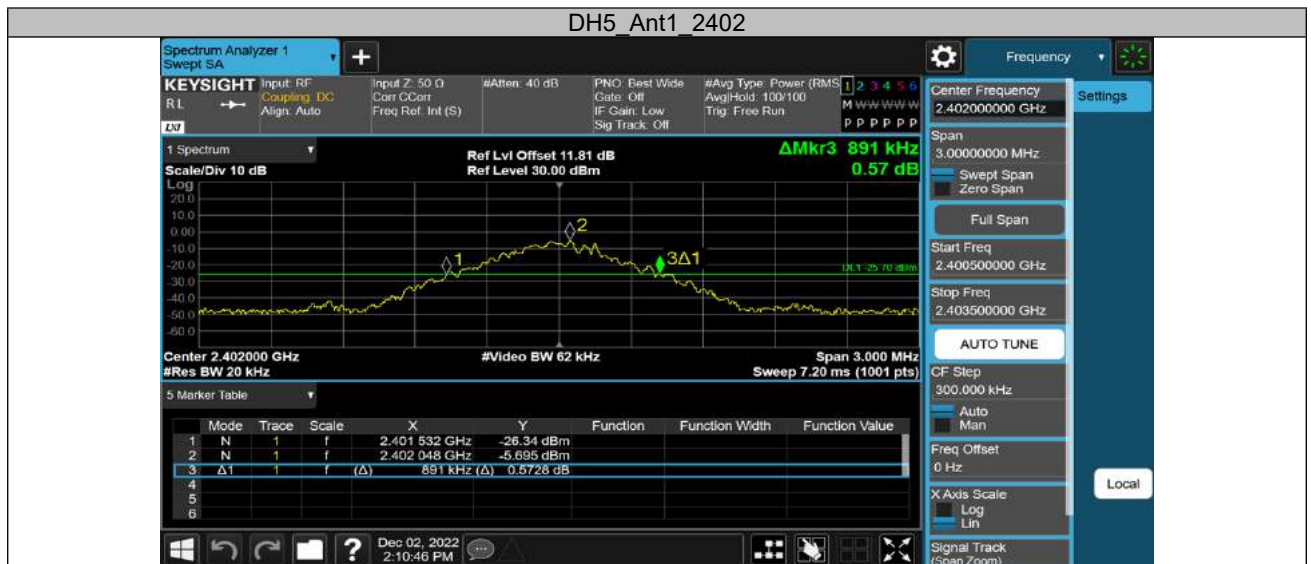 DH5_Ant1_2402
Spectrum Analyzer 1
Swept SA
+
Frequency
KEYSIGHT
RL
LXI
Input: RF
Coupling: DC
Align: Auto
Input Z: 50 Ω
Corr CCorr
Freq Ref: Int (S)
#Atten: 40 dB
PNO: Best Wide
Gate: Off
IF Gain: Low
Sig Track: Off
#Avg Type: Power (RMS
Avg|Hold: 100/100
Trig: Free Run
1 2 3 4 5 6
M W W W W W
P P P P P P
1 Spectrum
Scale/Div 10 dB
Ref Lvl Offset 11.81 dB
Ref Level 30.00 dBm
ΔMkr3 891 kHz
0.57 dB
Log
20.0
10.0
0.00
-10.0
-20.0
-30.0
-40.0
-50.0
-60.0
1
2
3Δ1
DL1 -25.70 dBm
Center 2.402000 GHz
#Res BW 20 kHz
#Video BW 62 kHz
Span 3.000 MHz
Sweep 7.20 ms (1001 pts)
5 Marker Table
Mode Trace Scale X Y Function Function Width Function Value
1 N 1 f 2.401 532 GHz -26.34 dBm
2 N 1 f 2.402 048 GHz -5.695 dBm
3 Δ1 1 f (Δ) 891 kHz (Δ) 0.5728 dB
4
5
6
?
Dec 02, 2022
2:10:46 PM
Center Frequency
2.402000000 GHz
Span
3.00000000 MHz
Swept Span
Zero Span
Full Span
Start Freq
2.400500000 GHz
Stop Freq
2.403500000 GHz
AUTO TUNE
CF Step
300.000 kHz
Auto
Man
Freq Offset
0 Hz
X Axis Scale
Log
Lin
Signal Track
(Span Zoom)
Settings
Local